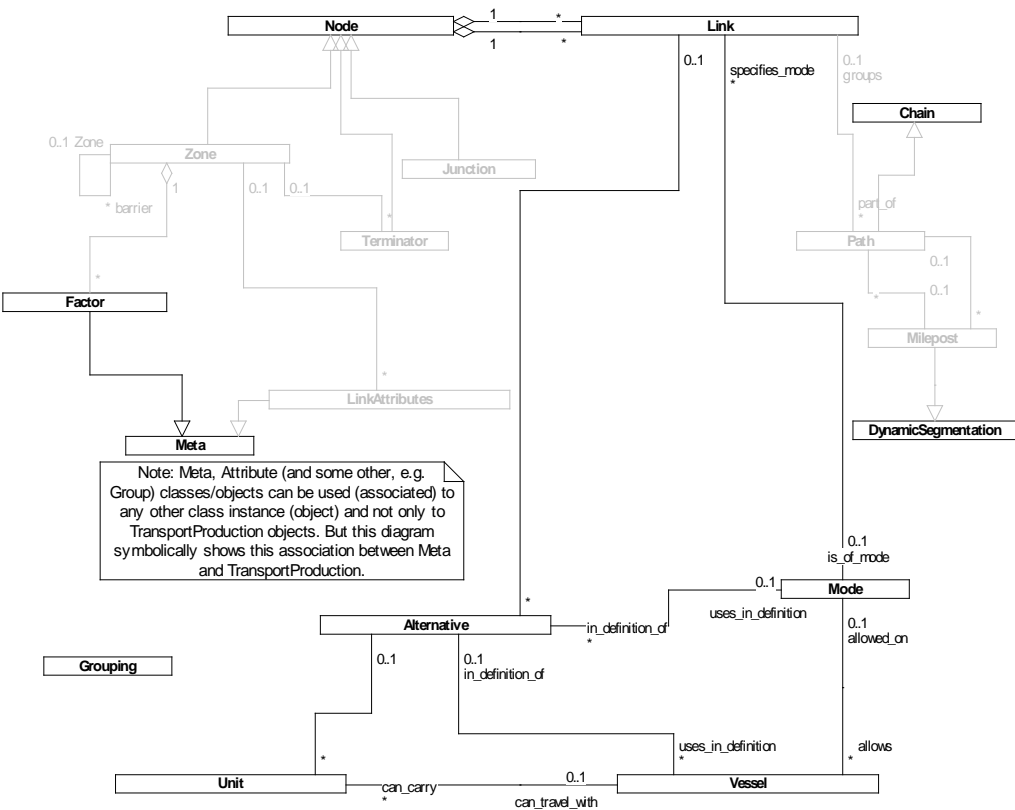 Node
1
*
1
*
Link
0..1
specifies_mode
*
0..1
groups
Chain
0..1 Zone
Zone
Junction
* barrier
1
0..1
0..1
*
Terminator
part_of
*
Path
0..1
*
0..1
*
Milepost
*
Factor
*
LinkAttributes
Meta
DynamicSegmentation
Note: Meta, Attribute (and some other, e.g.
Group) classes/objects can be used (associated) to
any other class instance (object) and not only to
TransportProduction objects. But this diagram
symbolically shows this association between Meta
and TransportProduction.
0..1
is_of_mode
Mode
*
Alternative
in_definition_of
*
0..1
uses_in_definition
0..1
allowed_on
Grouping
0..1
0..1
in_definition_of
*
uses_in_definition
*
allows
*
Unit
can_carry
*
0..1
can_travel_with
Vessel